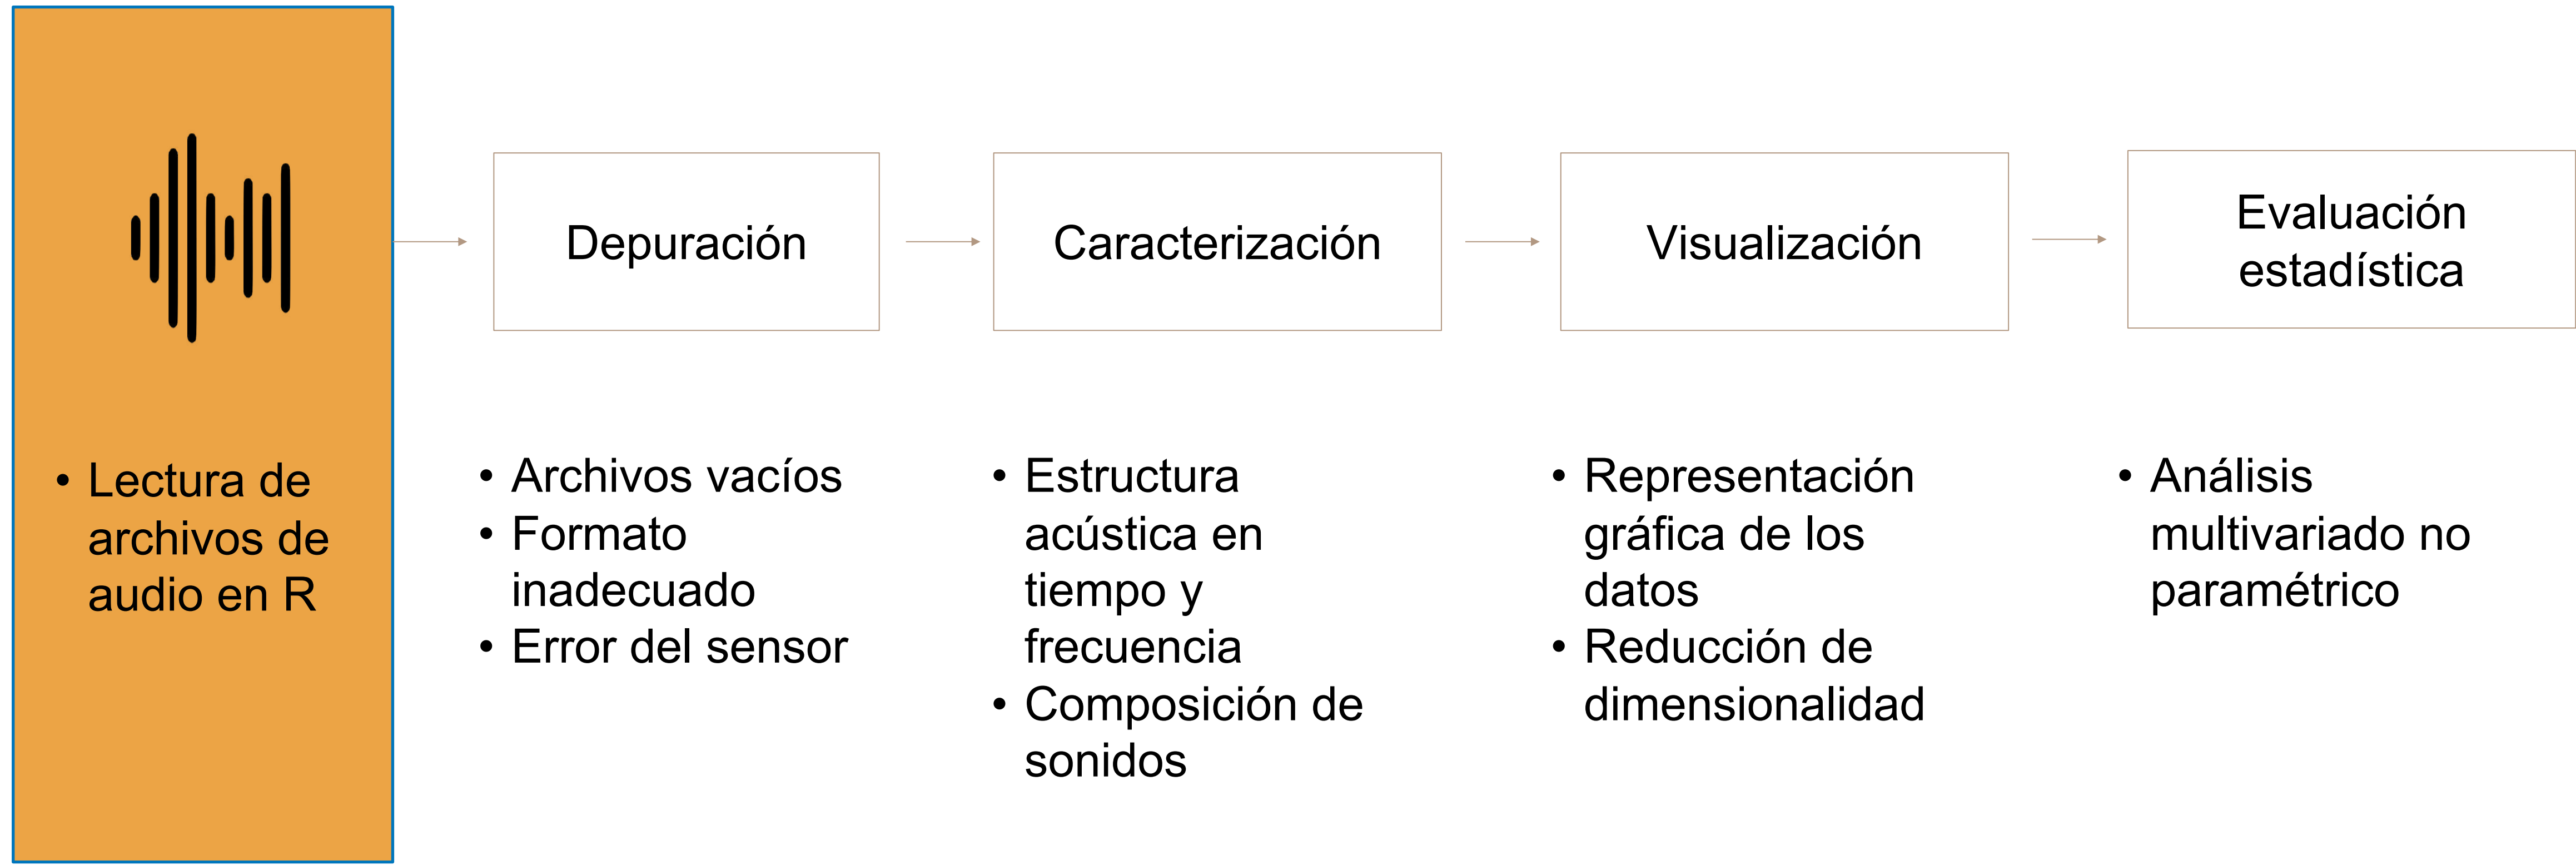 Depuración
Caracterización
Visualización
Evaluación
estadística
• Lectura de
archivos de
audio en R
• Archivos vacíos
• Formato
inadecuado
• Error del sensor
• Estructura
acústica en
tiempo y
frecuencia
• Composición de
sonidos
• Representación
gráfica de los
datos
• Reducción de
dimensionalidad
• Análisis
multivariado no
paramétrico